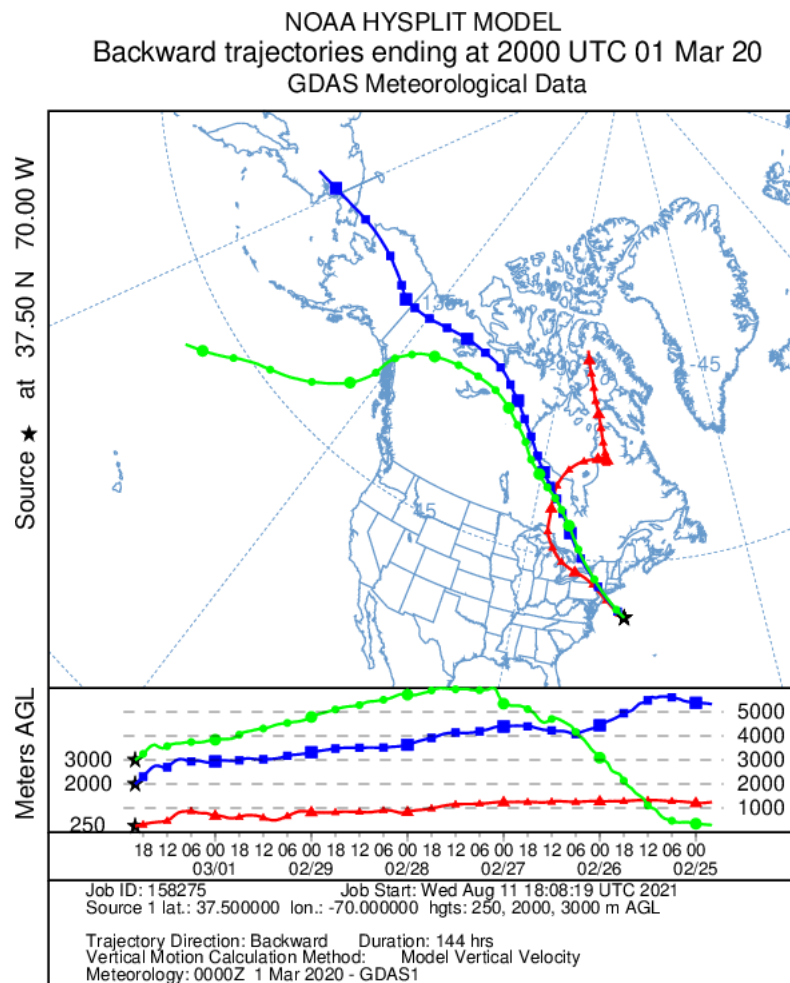 NOAA HYSPLIT MODEL
Backward trajectories ending at 2000 UTC 01 Mar 20
GDAS Meteorological Data
Source ★ at 37.50 N 70.00 W
135
-90
-45
45
Meters AGL
5000
4000
3000 3000
2000 2000
1000
250
18 12 06 00 18 12 06 00 18 12 06 00 18 12 06 00 18 12 06 00 18 12 06 00
03/01 02/29 02/28 02/27 02/26 02/25
Job ID: 158275 Job Start: Wed Aug 11 18:08:19 UTC 2021
Source 1 lat.: 37.500000 lon.: -70.000000 hgts: 250, 2000, 3000 m AGL
Trajectory Direction: Backward Duration: 144 hrs
Vertical Motion Calculation Method: Model Vertical Velocity
Meteorology: 0000Z 1 Mar 2020 - GDAS1